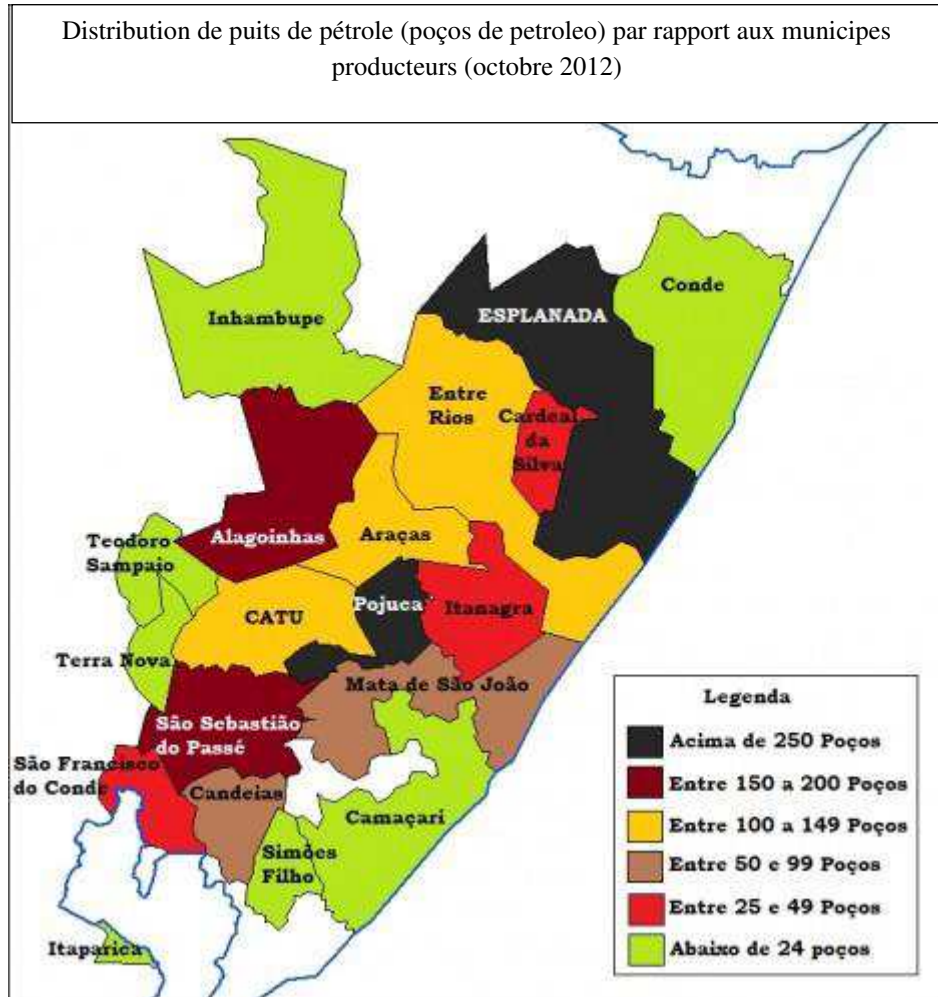 Distribution de puits de pétrole (poços de petroleo) par rapport aux municipes
producteurs (octobre 2012)
Inhambupe
ESPLANADA
Conde
Entre
Rios
Cardeal
da
Silva
Alagoinhas
Araças
Teodoro
Sampaio
CATU
Pojuca
Itanagra
Terra Nova
Mata de São João
São Sebastião
do Passé
São Francisco
do Conde
Candeias
Camaçari
Simões
Filho
Itaparica
Legenda
Acima de 250 Poços
Entre 150 a 200 Poços
Entre 100 a 149 Poços
Entre 50 e 99 Poços
Entre 25 e 49 Poços
Abaixo de 24 poços